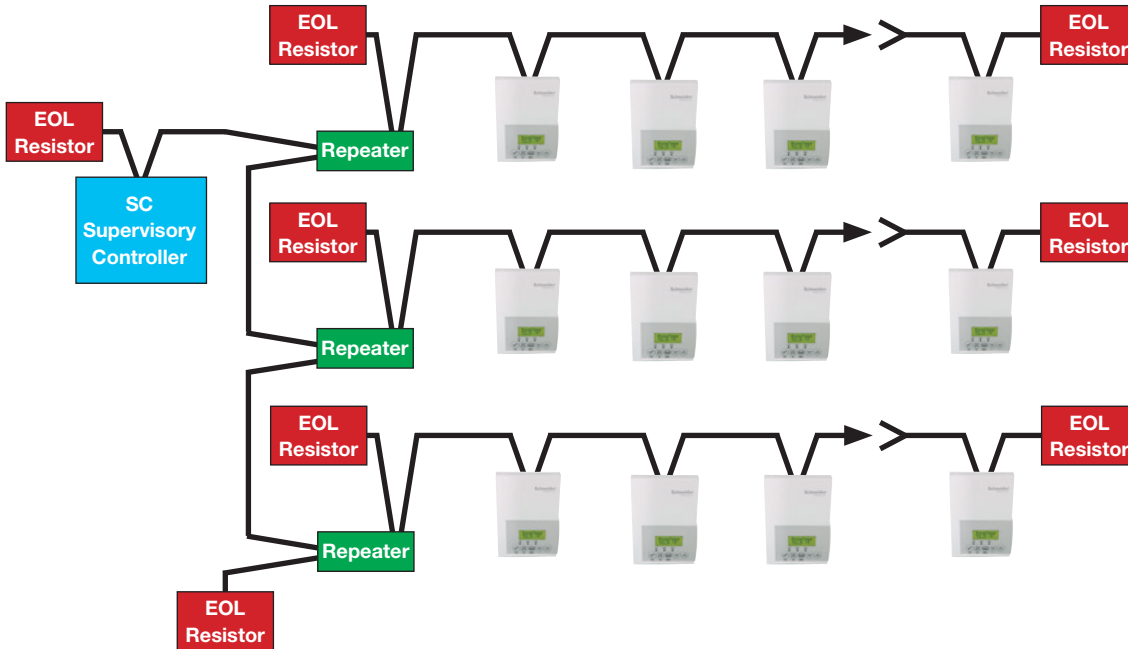 EOL
Resistor
EOL
Resistor
EOL
Resistor
Repeater
SC
Supervisory
Controller
EOL
Resistor
EOL
Resistor
Repeater
EOL
Resistor
EOL
Resistor
Repeater
EOL
Resistor